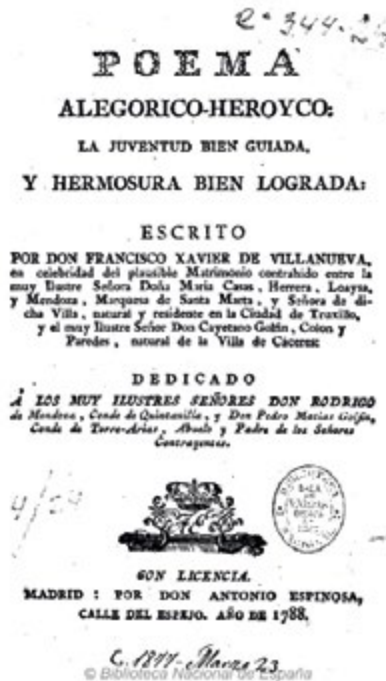 POEMA
ALEGORICO-HEROYCO:
LA JUVENTUD BIEN GUIADA,
Y HERMOSURA BIEN LOGRADA:
ESCRITO
POR DON FRANCISCO XAVIER DE VILLANUEVA,
en celebridad del plausible Matrimonio contrahido entre la
muy Ilustre Señora Doña Maria Casas, Herrera, Loaysa,
y Mendoza, Marquesa de Santa Marta, y Señora de di-
cha Villa, natural y residente en la Ciudad de Truxillo,
y el muy Ilustre Señor Don Cayetano Golfin, Colon y
Paredes, natural de la Villa de Cáceres:
DEDICADO
Á LOS MUY ILUSTRES SEÑORES DON RODRIGO
de Mendoza, Conde de Quintanilla, y Don Pedro Matias Golfin,
Conde de Torre-Arias, Abuelo y Padre de los Señores
Contrayentes.
CON LICENCIA.
MADRID: POR DON ANTONIO ESPINOSA,
CALLE DEL ESPEJO. AÑO DE 1788.
C. 1877 - Marzo 23
© Biblioteca Nacional de España